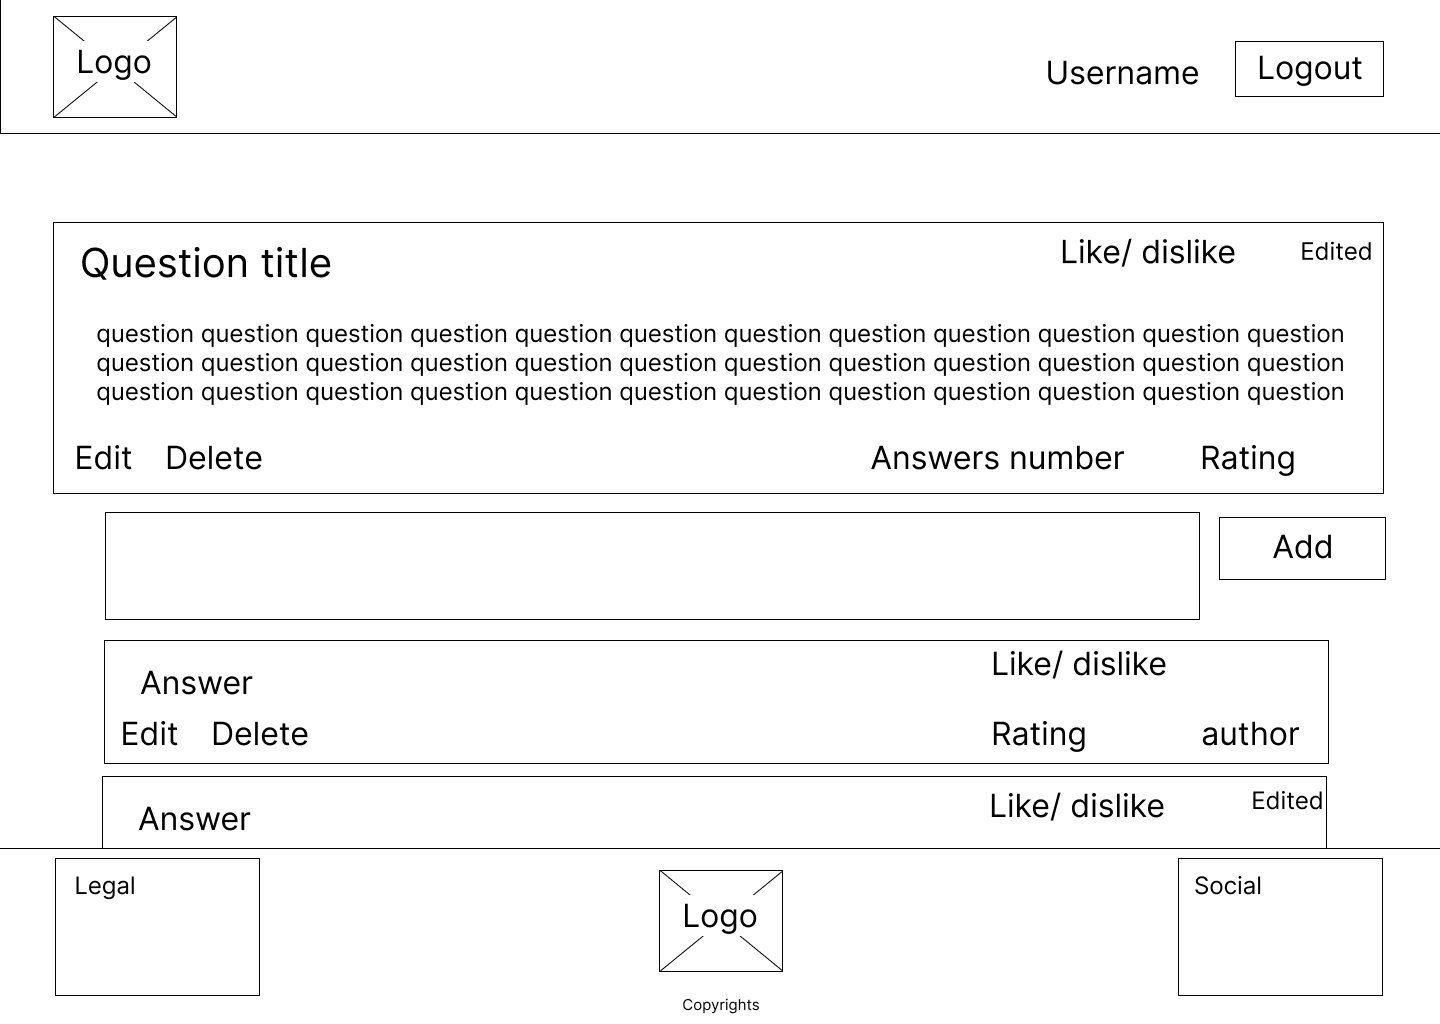 Logo
Username
Logout
Question title
Like/ dislike
Edited
question question question question question question question question question question question question
question question question question question question question question question question question question
question question question question question question question question question question question question
Edit
Delete
Answers number
Rating
Add
Answer
Like/ dislike
Edit
Delete
Rating
author
Answer
Like/ dislike
Edited
Legal
Logo
Social
Copyrights